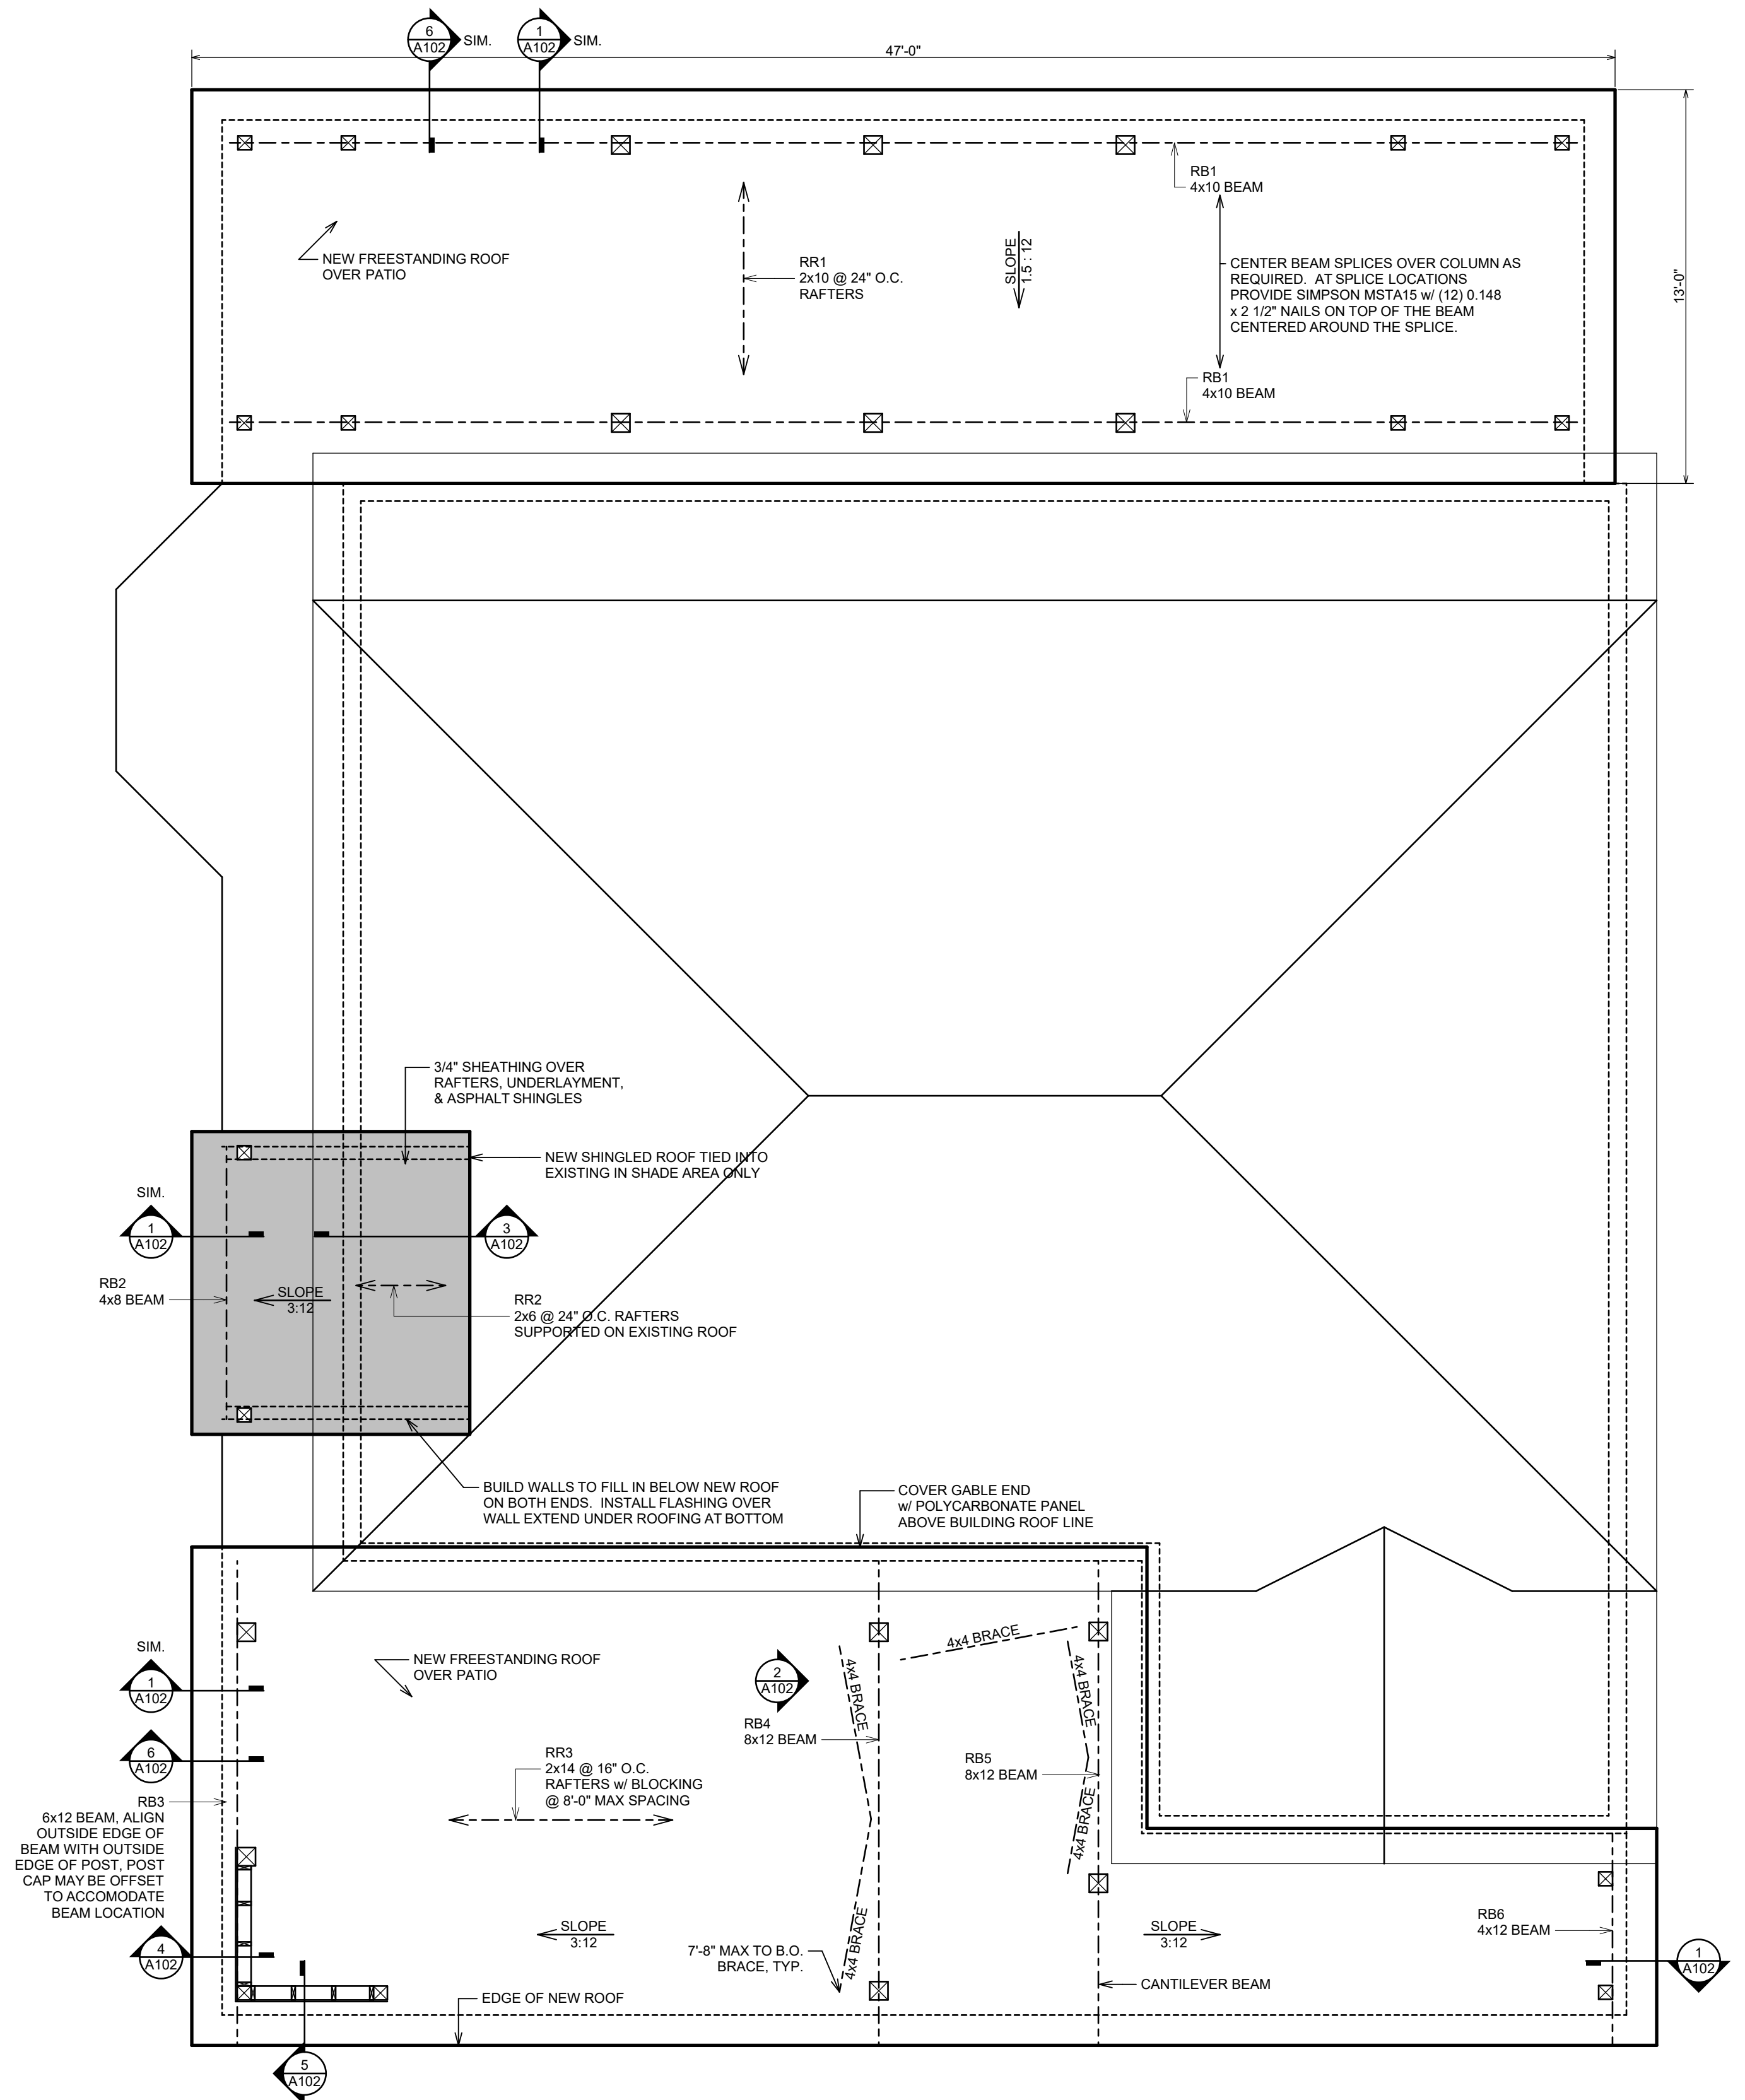 6
A102
SIM.
1
A102
SIM.
47'-0"
13'-0"
RB1
4x10 BEAM
NEW FREESTANDING ROOF
OVER PATIO
RR1
2x10 @ 24" O.C.
RAFTERS
SLOPE
1.5 : 12
CENTER BEAM SPLICES OVER COLUMN AS
REQUIRED. AT SPLICE LOCATIONS
PROVIDE SIMPSON MSTA15 w/ (12) 0.148
x 2 1/2" NAILS ON TOP OF THE BEAM
CENTERED AROUND THE SPLICE.
RB1
4x10 BEAM
3/4" SHEATHING OVER
RAFTERS, UNDERLAYMENT,
& ASPHALT SHINGLES
NEW SHINGLED ROOF TIED INTO
EXISTING IN SHADE AREA ONLY
SIM.
1
A102
3
A102
RB2
4x8 BEAM
SLOPE
3:12
RR2
2x6 @ 24" O.C. RAFTERS
SUPPORTED ON EXISTING ROOF
BUILD WALLS TO FILL IN BELOW NEW ROOF
ON BOTH ENDS. INSTALL FLASHING OVER
WALL EXTEND UNDER ROOFING AT BOTTOM
COVER GABLE END
w/ POLYCARBONATE PANEL
ABOVE BUILDING ROOF LINE
SIM.
1
A102
NEW FREESTANDING ROOF
OVER PATIO
2
A102
4x4 BRACE
4x4 BRACE
4x4 BRACE
RB4
8x12 BEAM
6
A102
RR3
2x14 @ 16" O.C.
RAFTERS w/ BLOCKING
@ 8'-0" MAX SPACING
RB5
8x12 BEAM
RB3
6x12 BEAM, ALIGN
OUTSIDE EDGE OF
BEAM WITH OUTSIDE
EDGE OF POST, POST
CAP MAY BE OFFSET
TO ACCOMODATE
BEAM LOCATION
4x4 BRACE
4x4 BRACE
4
A102
SLOPE
3:12
7'-8" MAX TO B.O.
BRACE, TYP.
SLOPE
3:12
RB6
4x12 BEAM
1
A102
CANTILEVER BEAM
EDGE OF NEW ROOF
5
A102